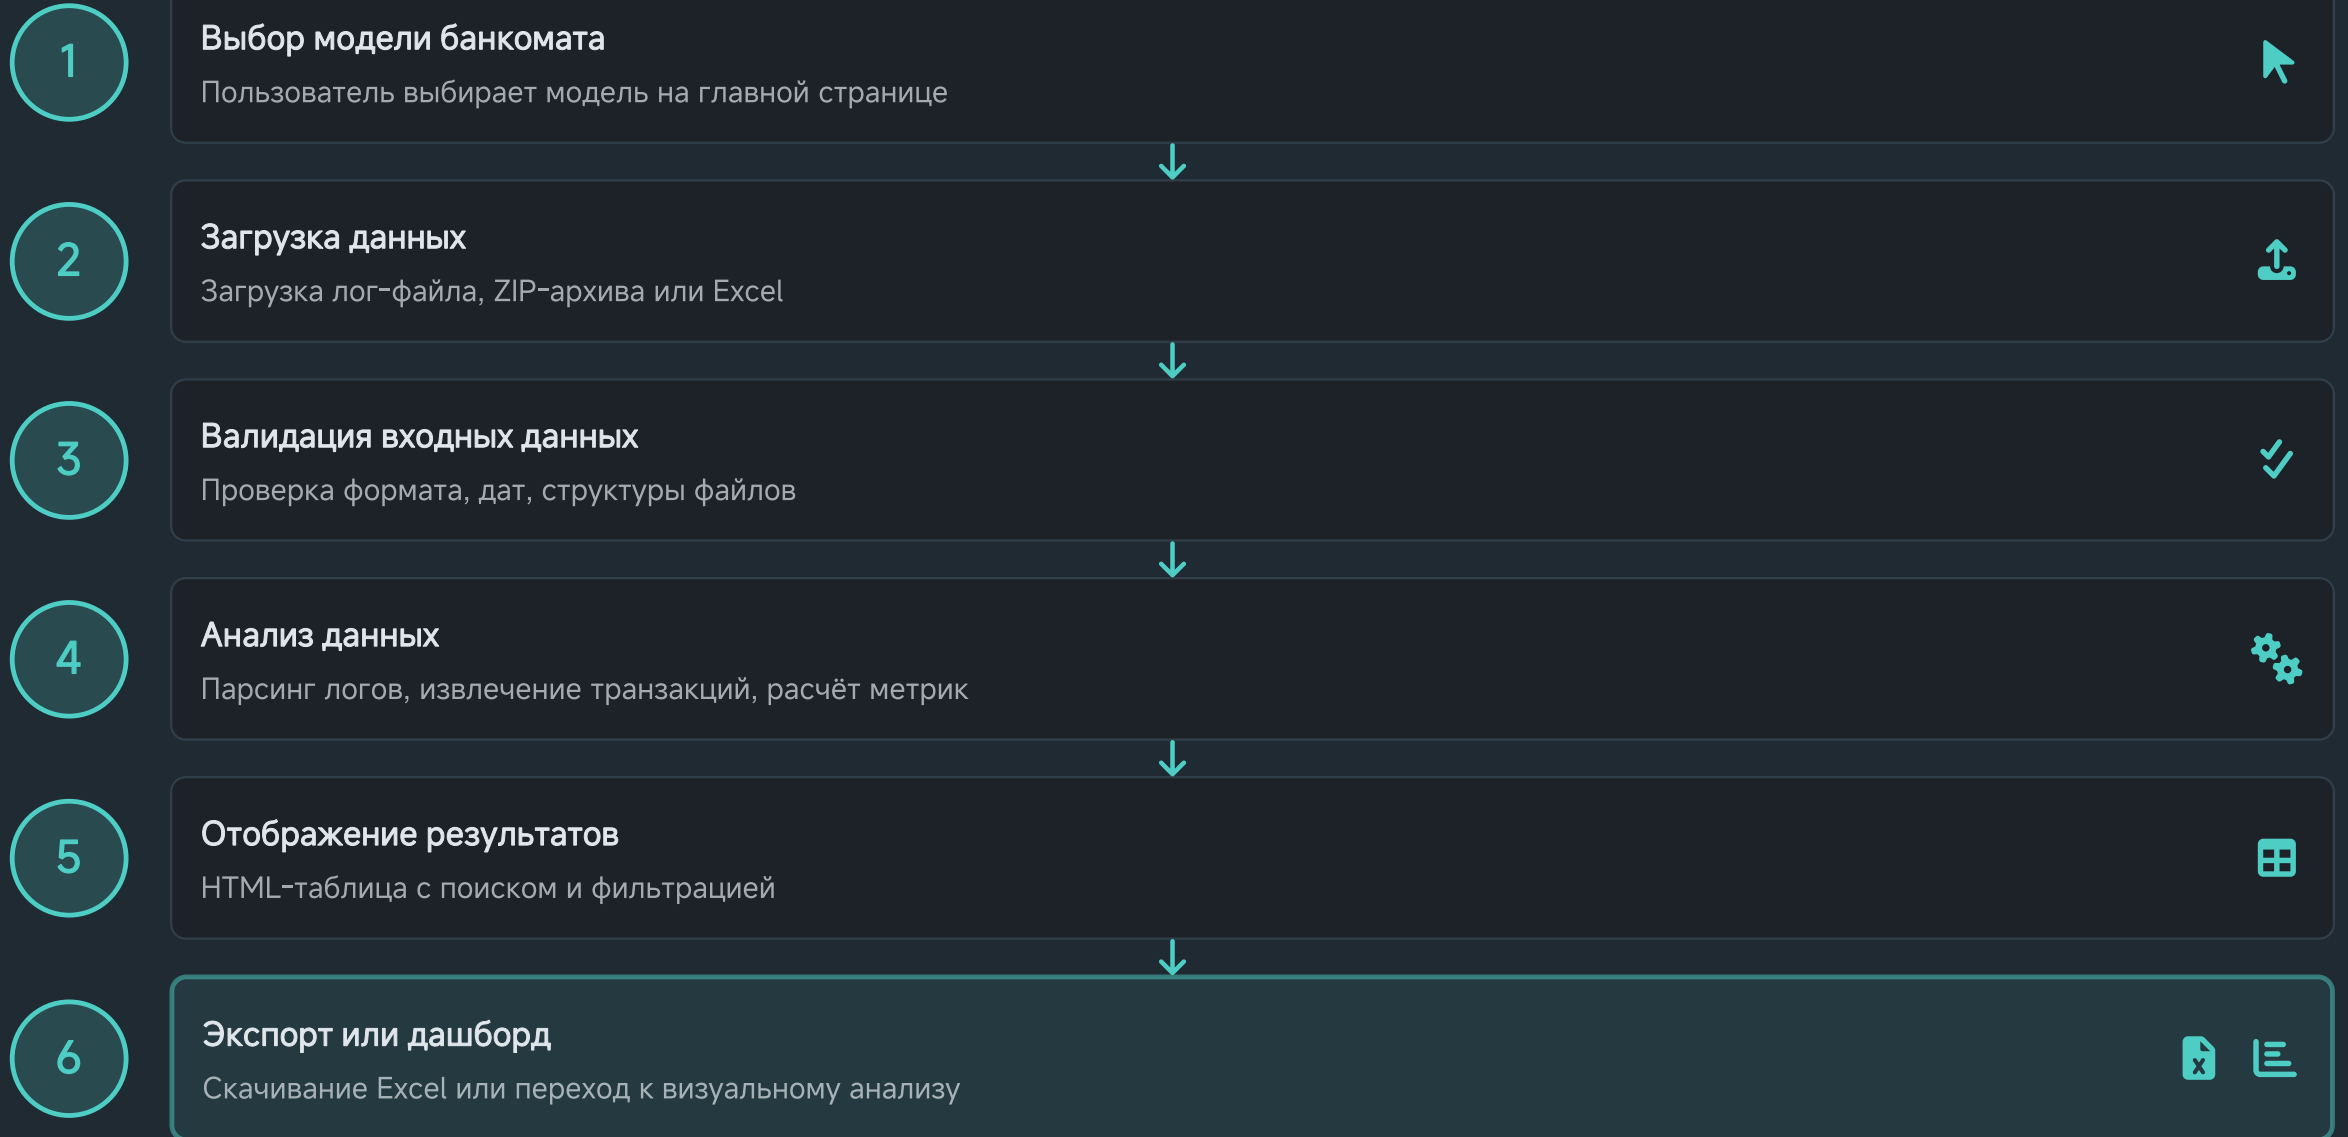 1
Выбор модели банкомата
Пользователь выбирает модель на главной странице
2
Загрузка данных
Загрузка лог-файла, ZIP-архива или Excel
3
Валидация входных данных
Проверка формата, дат, структуры файлов
4
Анализ данных
Парсинг логов, извлечение транзакций, расчёт метрик
5
Отображение результатов
HTML-таблица с поиском и фильтрацией
6
Экспорт или дашборд
Скачивание Excel или переход к визуальному анализу